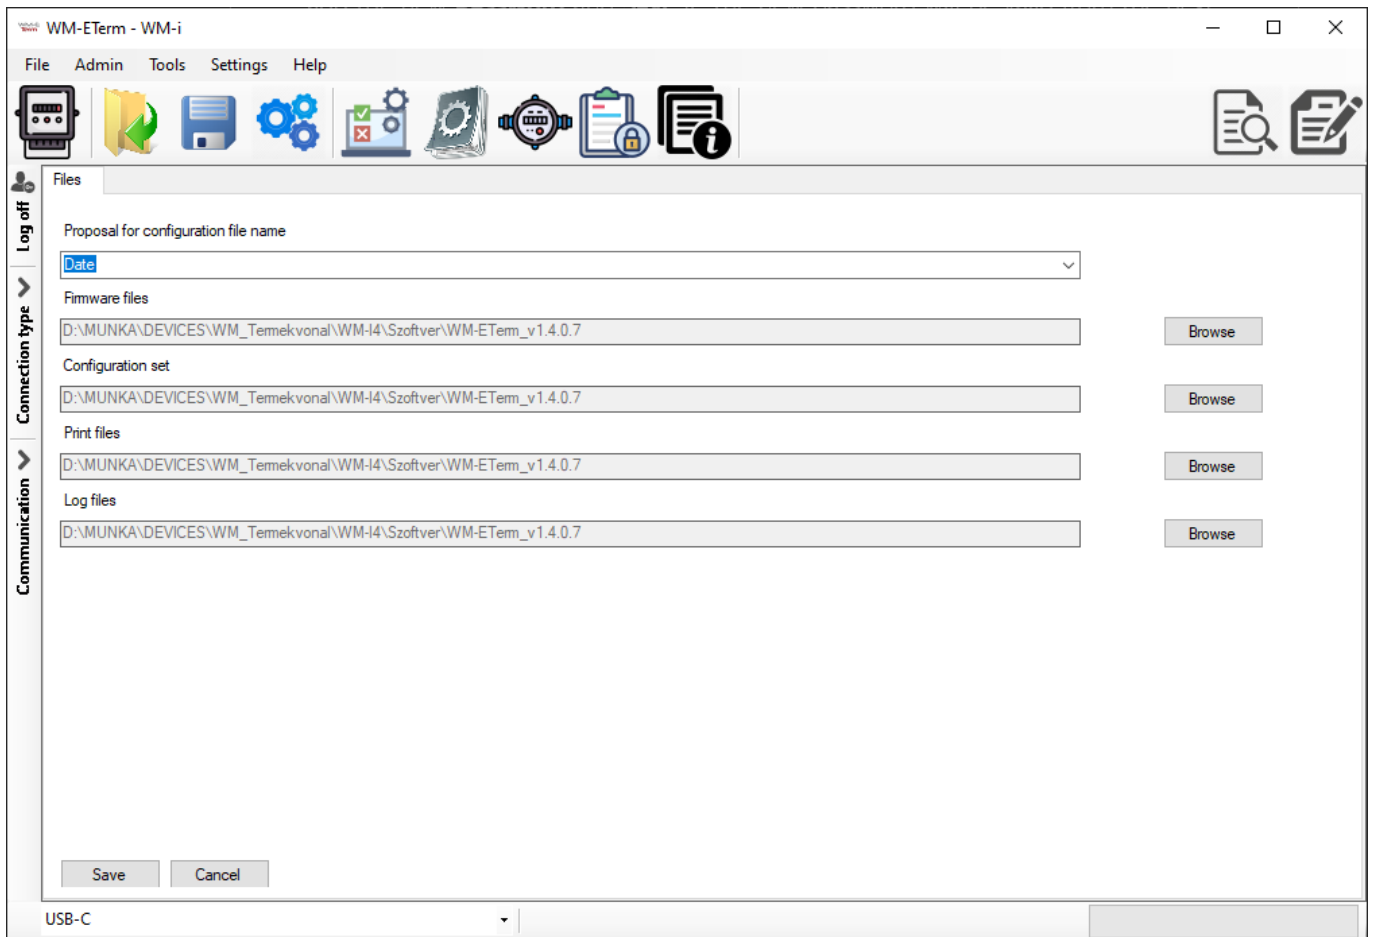 WM-ETerm - WM-i
File Admin Tools Settings Help
Files
Log off
Connection type
Communication
Proposal for configuration file name
Date
Firmware files
D:\MUNKA\DEVICES\WM_Termekvonal\WM-I4\Szoftver\WM-ETerm_v1.4.0.7
Browse
Configuration set
D:\MUNKA\DEVICES\WM_Termekvonal\WM-I4\Szoftver\WM-ETerm_v1.4.0.7
Browse
Print files
D:\MUNKA\DEVICES\WM_Termekvonal\WM-I4\Szoftver\WM-ETerm_v1.4.0.7
Browse
Log files
D:\MUNKA\DEVICES\WM_Termekvonal\WM-I4\Szoftver\WM-ETerm_v1.4.0.7
Browse
Save Cancel
USB-C